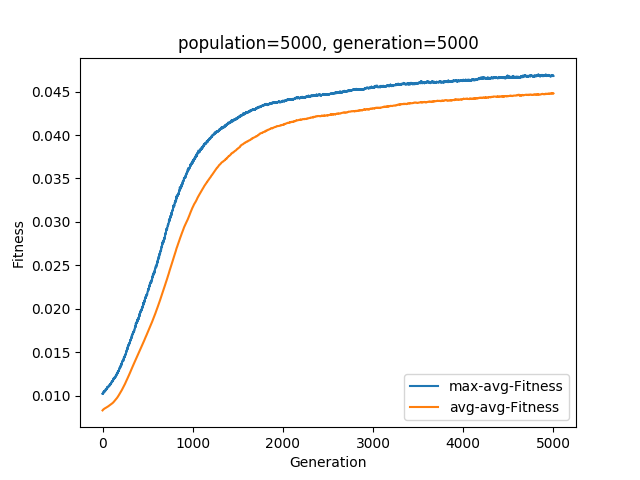 population=5000, generation=5000
Fitness
0.045
0.040
0.035
0.030
0.025
0.020
0.015
0.010
max-avg-Fitness
avg-avg-Fitness
0 1000 2000 3000 4000 5000
Generation